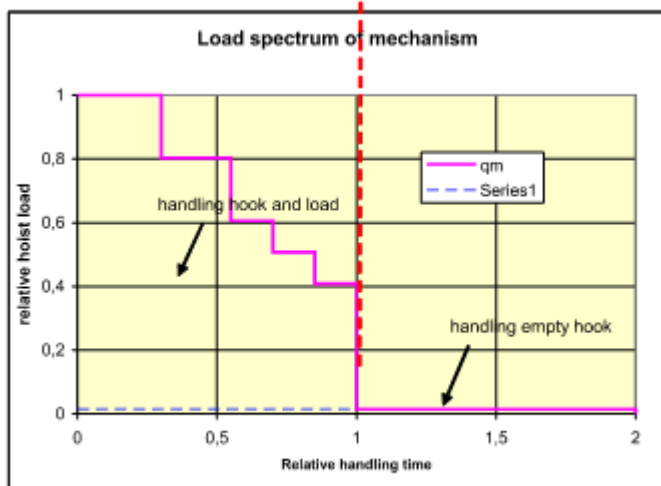 Load spectrum of mechanism
1
0,8
0,6
0,4
0,2
0
relative hoist load
handling hook and load
qm
Series1
handling empty hook
0
0,5
1
1,5
2
Relative handling time